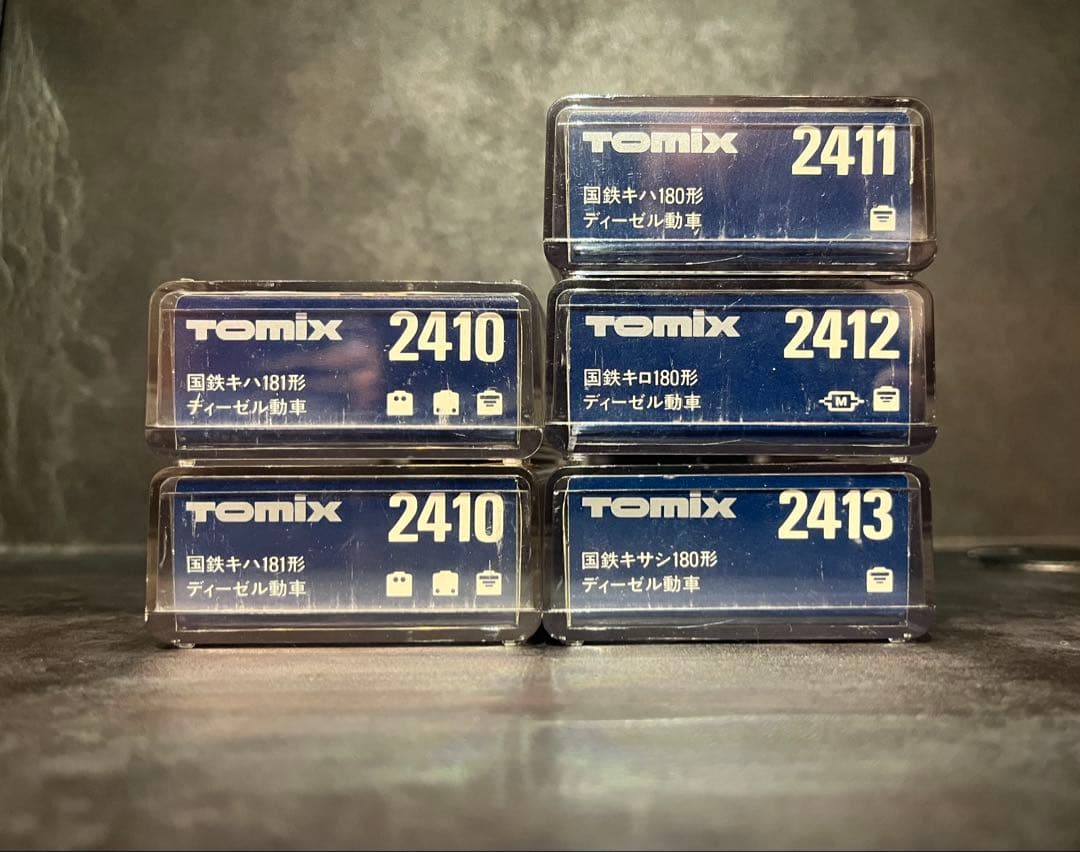 TOMIX 2411
国鉄キハ180形
ディーゼル動車
TOMIX 2410
国鉄キハ181形
ディーゼル動車
TOMIX 2412
国鉄キロ180形
ディーゼル動車
M
TOMIX 2410
国鉄キハ181形
ディーゼル動車
TOMIX 2413
国鉄キサシ180形
ディーゼル動車